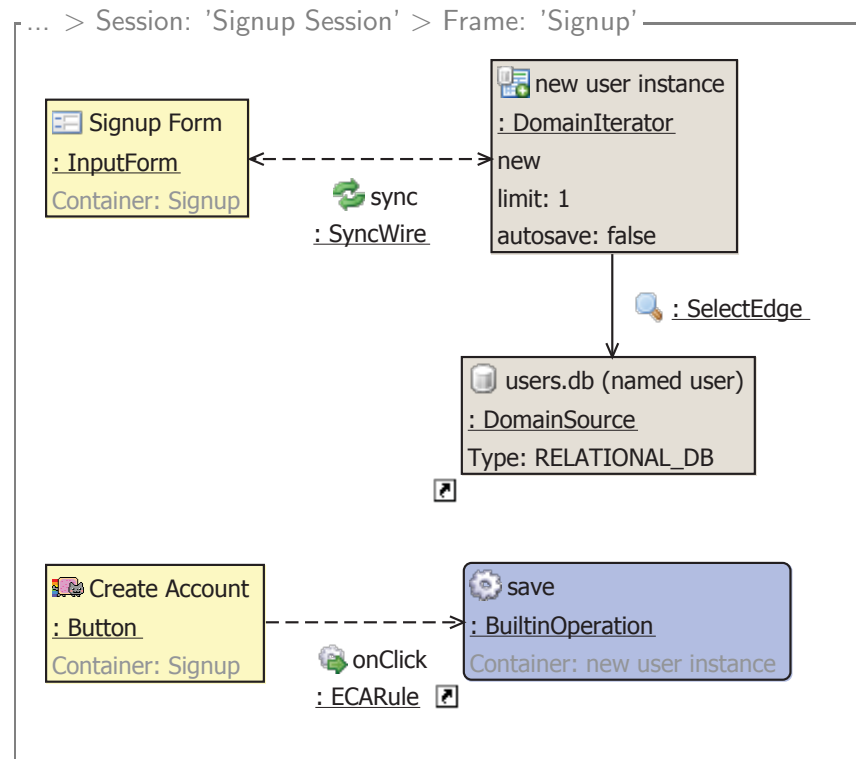 ... > Session: 'Signup Session' > Frame: 'Signup'
Signup Form
: InputForm
Container: Signup
sync
: SyncWire
new user instance
: DomainIterator
new
limit: 1
autosave: false
: SelectEdge
users.db (named user)
: DomainSource
Type: RELATIONAL_DB
Create Account
: Button
Container: Signup
onClick
: ECARule
save
: BuiltinOperation
Container: new user instance